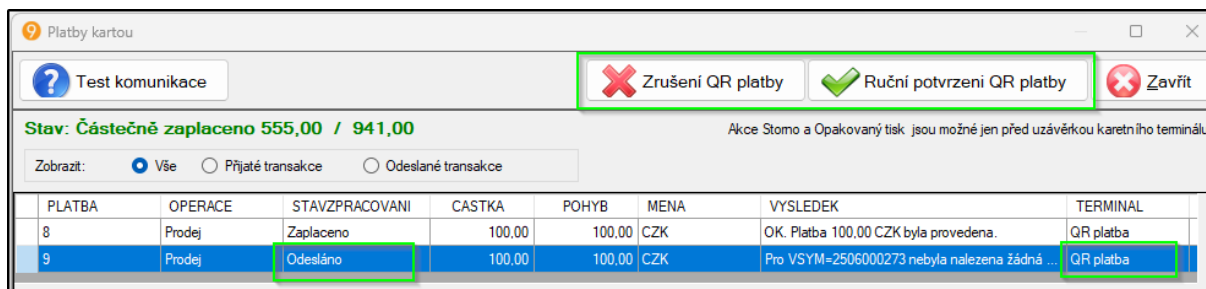 Platby kartou
Test komunikace Zrušení QR platby Ruční potvrzeni QR platby Zavřít
Stav: Částečně zaplaceno 555,00 / 941,00 Akce Storno a Opakovaný tisk jsou možné jen před uzávěrkou karetního terminálu
Zobrazit: Vše Přijaté transakce Odeslané transakce
PLATBA OPERACE STAVZPRACOVANI CASTKA POHYB MENA VYSLEDEK TERMINAL
8 Prodej Zaplaceno 100,00 100,00 CZK OK. Platba 100,00 CZK byla provedena. QR platba
9 Prodej Odesláno 100,00 100,00 CZK Pro VSYM=2506000273 nebyla nalezena žádná ... QR platba